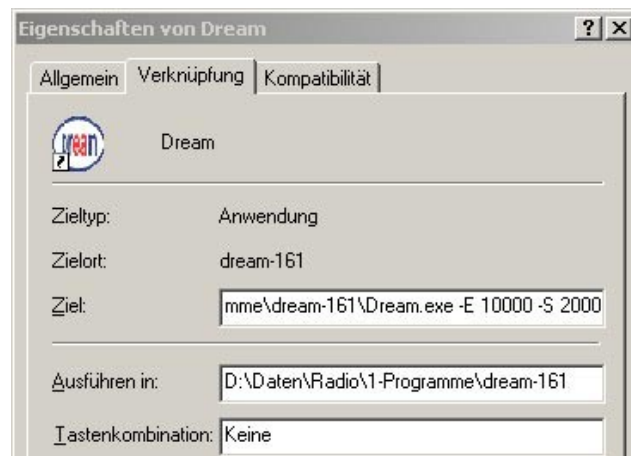 Eigenschaften von Dream
Allgemein Verknüpfung Kompatibilität
Dream
Zieltyp: Anwendung
Zielort: dream-161
Ziel: mme\dream-161\Dream.exe -E 10000 -S 2000
Ausführen in: D:\Daten\Radio\1-Programme\dream-161
Tastenkombination: Keine